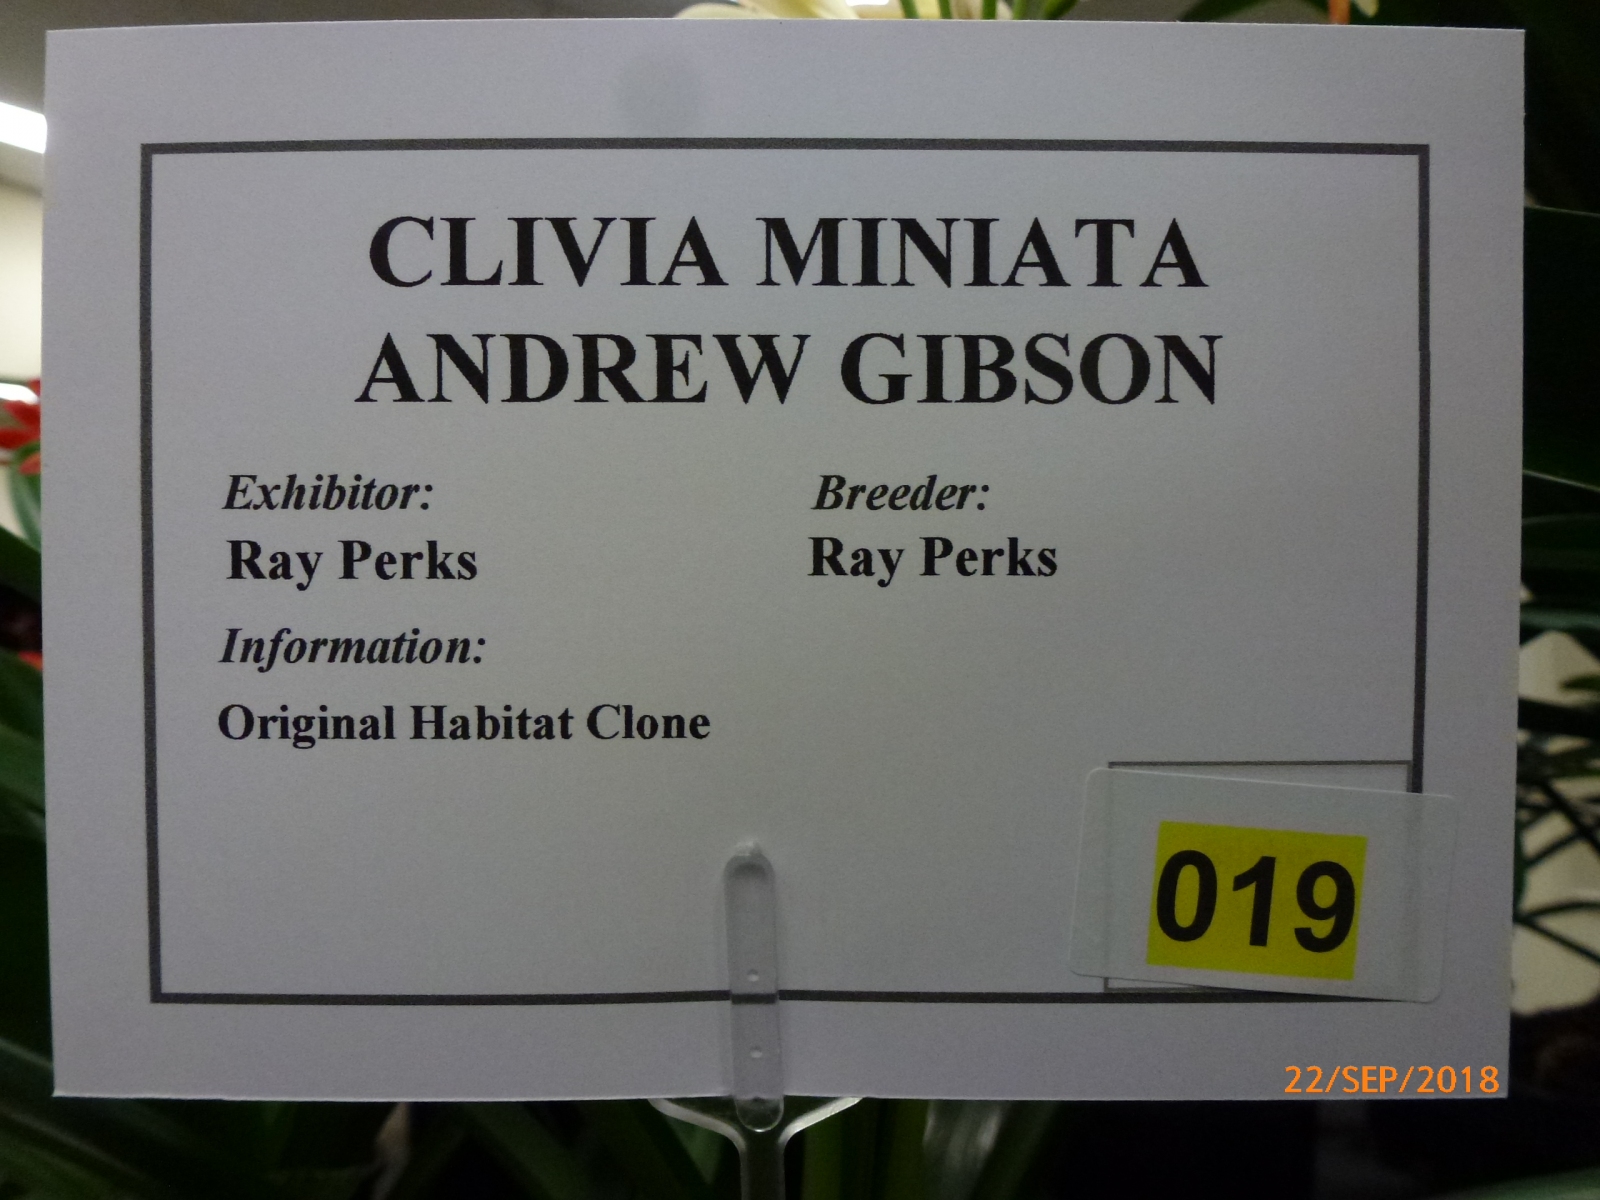 CLIVIA MINIATA
ANDREW GIBSON
Exhibitor: Breeder:
Ray Perks Ray Perks
Information:
Original Habitat Clone
019
22/SEP/2018